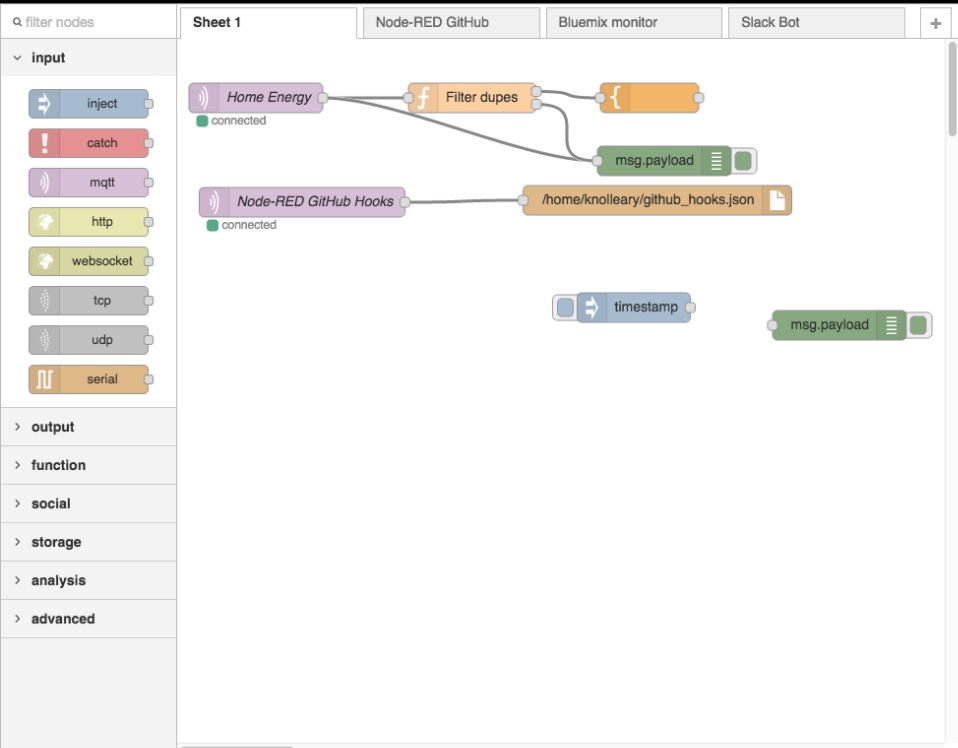 filter nodes
Sheet 1
Node-RED GitHub
Bluemix monitor
Slack Bot
+
input
inject
catch
mqtt
http
websocket
tcp
udp
serial
output
function
social
storage
analysis
advanced
Home Energy
connected
Filter dupes
{
msg.payload
Node-RED GitHub Hooks
connected
/home/knolleary/github_hooks.json
timestamp
msg.payload